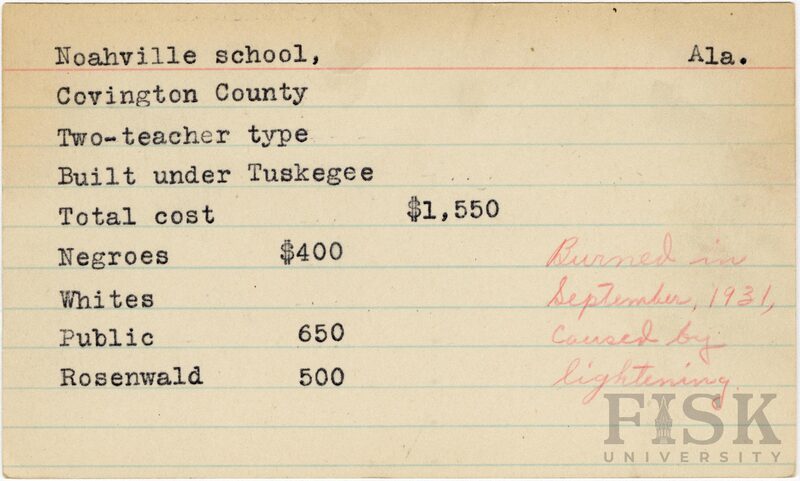 Noahville school, Ala.
Covington County
Two-teacher type
Built under Tuskegee
Total cost $1,550
Negroes $400
Whites
Public 650
Rosenwald 500
Burned in
September, 1931,
caused by
lightening
FISK
UNIVERSITY